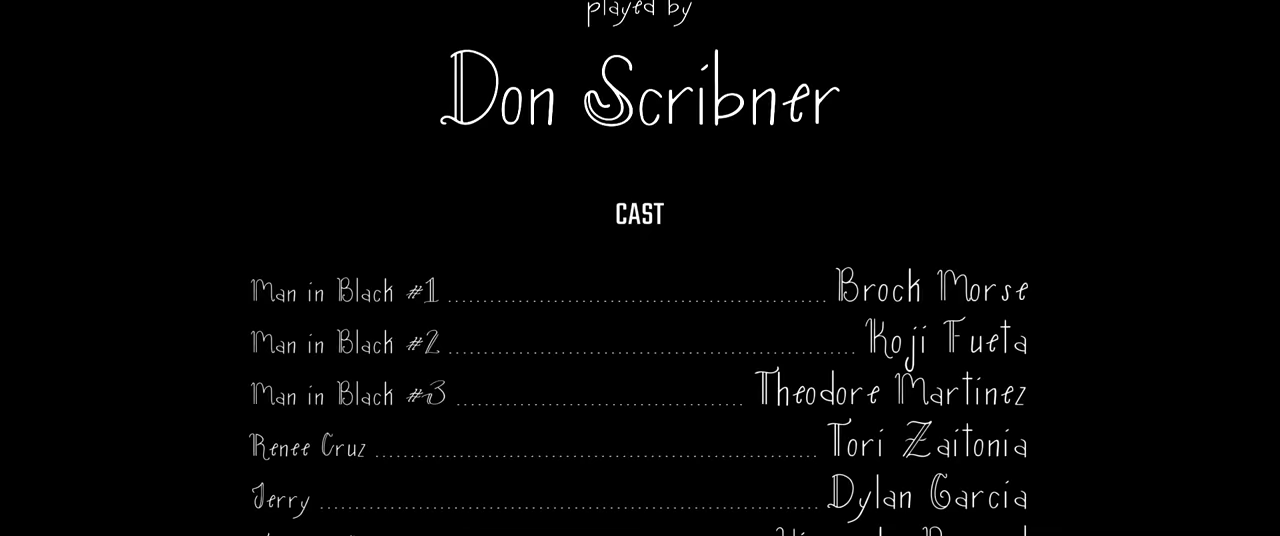 played by
Don Scribner
CAST
Man in Black #1 Brock Morse
Man in Black #2 Koji Fueta
Man in Black #3 Theodore Martinez
Renee Cruz Tori Zaitonia
Jerry Dylan Garcia